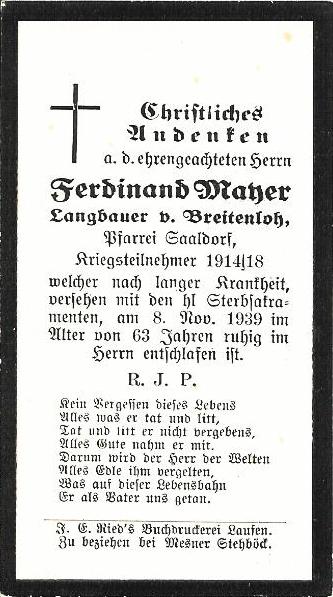 Christliches
Andenken
a. d. ehrengeachteten Herrn
Ferdinand Mayer
Langbauer v. Breitenloh,
Pfarrei Saaldorf,
Kriegsteilnehmer 1914/18
welcher nach langer Krankheit,
versehen mit den hl Sterbsakra-
menten, am 8. Nov. 1939 im
Alter von 63 Jahren ruhig im
Herrn entschlafen ist.
R. J. P.
Kein Vergessen dieses Lebens
Alles was er tat und litt,
Tat und litt er nicht vergebens,
Alles Gute nahm er mit.
Darum wird der Herr der Welten
Alles Edle ihm vergelten,
Was auf dieser Lebensbahn
Er als Vater uns getan.
J. E. Ried's Buchdruckerei Laufen.
Zu beziehen bei Mesner Stehböck.